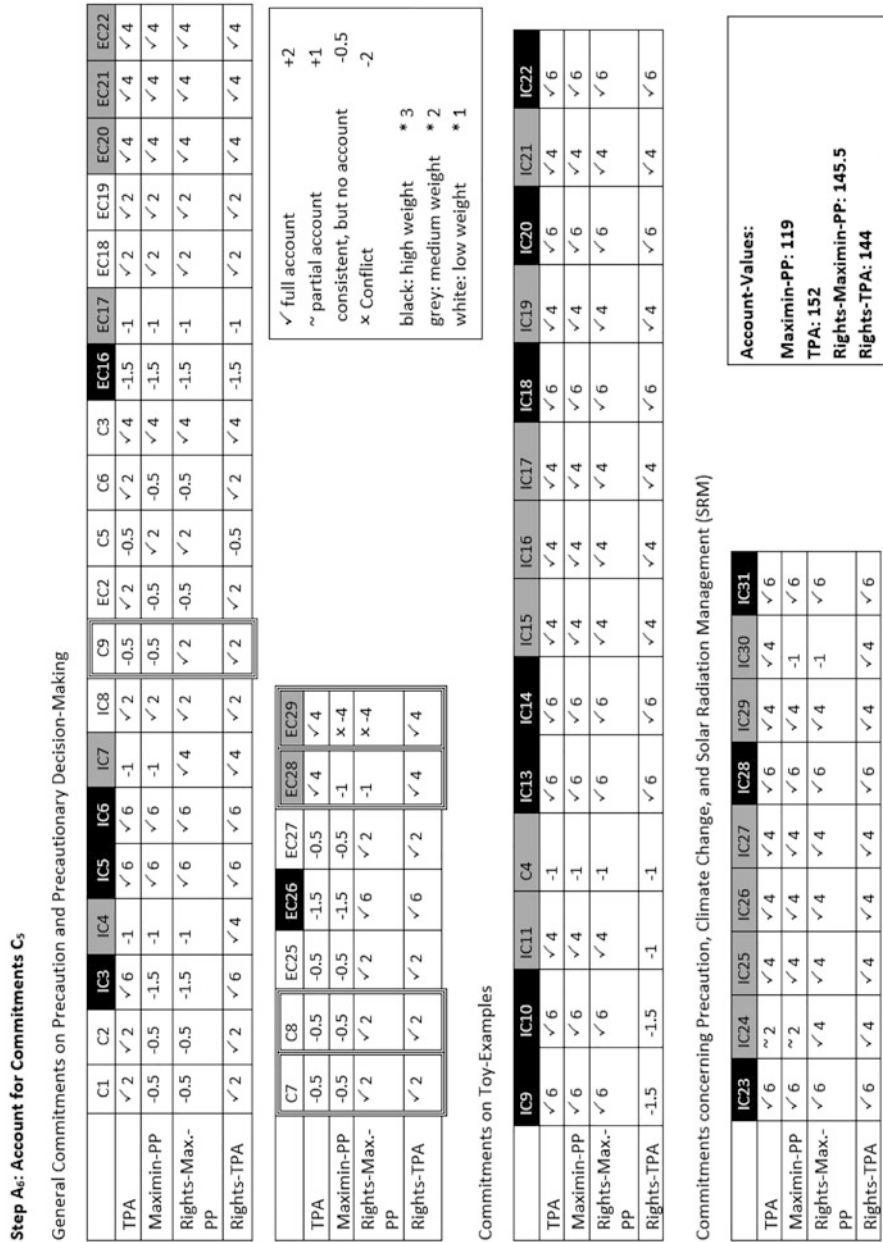 Step A₆: Account for Commitments C₅
General Commitments on Precaution and Precautionary Decision-Making
C1 C2 IC3 IC4 IC5 IC6 IC7 IC8 C9 EC2 C5 C6 C3 EC16 EC17 EC18 EC19 EC20 EC21 EC22
TPA ✓ 2 ✓ 2 ✓ 6 -1 ✓ 6 ✓ 6 -1 ✓ 2 -0.5 ✓ 2 -0.5 ✓ 2 ✓ 4 -1.5 -1 ✓ 2 ✓ 2 ✓ 4 ✓ 4 ✓ 4
Maximin-PP -0.5 -0.5 -1.5 -1 ✓ 6 ✓ 6 -1 ✓ 2 -0.5 -0.5 ✓ 2 -0.5 ✓ 4 -1.5 -1 ✓ 2 ✓ 2 ✓ 4 ✓ 4 ✓ 4
Rights-Max.- -0.5 -0.5 -1.5 -1 ✓ 6 ✓ 6 ✓ 4 ✓ 2 ✓ 2 -0.5 ✓ 2 -0.5 ✓ 4 -1.5 -1 ✓ 2 ✓ 2 ✓ 4 ✓ 4 ✓ 4
PP
Rights-TPA ✓ 2 ✓ 2 ✓ 6 ✓ 4 ✓ 6 ✓ 6 ✓ 4 ✓ 2 ✓ 2 ✓ 2 -0.5 ✓ 2 ✓ 4 -1.5 -1 ✓ 2 ✓ 2 ✓ 4 ✓ 4 ✓ 4
C7 C8 EC25 EC26 EC27 EC28 EC29
TPA -0.5 -0.5 -0.5 -1.5 -0.5 ✓ 4 ✓ 4
Maximin-PP -0.5 -0.5 -0.5 -1.5 -0.5 -1 × -4
Rights-Max.- ✓ 2 ✓ 2 ✓ 2 ✓ 6 ✓ 2 -1 × -4
PP
Rights-TPA ✓ 2 ✓ 2 ✓ 2 ✓ 6 ✓ 2 ✓ 4 ✓ 4
✓ full account +2
~ partial account +1
consistent, but no account -0.5
× Conflict -2
black: high weight * 3
grey: medium weight * 2
white: low weight * 1
Commitments on Toy-Examples
IC9 IC10 IC11 C4 IC13 IC14 IC15 IC16 IC17 IC18 IC19 IC20 IC21 IC22
TPA ✓ 6 ✓ 6 ✓ 4 -1 ✓ 6 ✓ 6 ✓ 4 ✓ 4 ✓ 4 ✓ 6 ✓ 4 ✓ 6 ✓ 4 ✓ 6
Maximin-PP ✓ 6 ✓ 6 ✓ 4 -1 ✓ 6 ✓ 6 ✓ 4 ✓ 4 ✓ 4 ✓ 6 ✓ 4 ✓ 6 ✓ 4 ✓ 6
Rights-Max.- ✓ 6 ✓ 6 ✓ 4 -1 ✓ 6 ✓ 6 ✓ 4 ✓ 4 ✓ 4 ✓ 6 ✓ 4 ✓ 6 ✓ 4 ✓ 6
PP
Rights-TPA -1.5 -1.5 -1 -1 ✓ 6 ✓ 6 ✓ 4 ✓ 4 ✓ 4 ✓ 6 ✓ 4 ✓ 6 ✓ 4 ✓ 6
Commitments concerning Precaution, Climate Change, and Solar Radiation Management (SRM)
IC23 IC24 IC25 IC26 IC27 IC28 IC29 IC30 IC31
TPA ✓ 6 ~ 2 ✓ 4 ✓ 4 ✓ 4 ✓ 6 ✓ 4 ✓ 4 ✓ 6
Maximin-PP ✓ 6 ~ 2 ✓ 4 ✓ 4 ✓ 4 ✓ 6 ✓ 4 -1 ✓ 6
Rights-Max.- ✓ 6 ✓ 4 ✓ 4 ✓ 4 ✓ 4 ✓ 6 ✓ 4 -1 ✓ 6
PP
Rights-TPA ✓ 6 ✓ 4 ✓ 4 ✓ 4 ✓ 4 ✓ 6 ✓ 4 ✓ 4 ✓ 6
Account-Values:
Maximin-PP: 119
TPA: 152
Rights-Maximin-PP: 145.5
Rights-TPA: 144